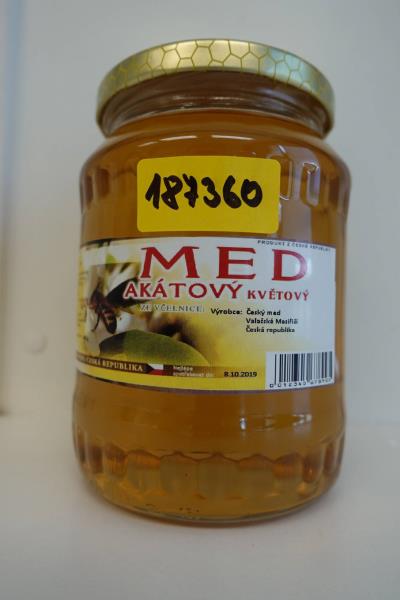 187360
PRODUKT Z ČESKÉ REPUBLIKY
MED
AKÁTOVÝ KVĚTOVÝ
ZE VČELNICE:
Výrobce: Český med
Valašské Meziříčí
Česká republika
ČESKÁ REPUBLIKA
Nejlépe
spotřebovat do: 8.10.2019